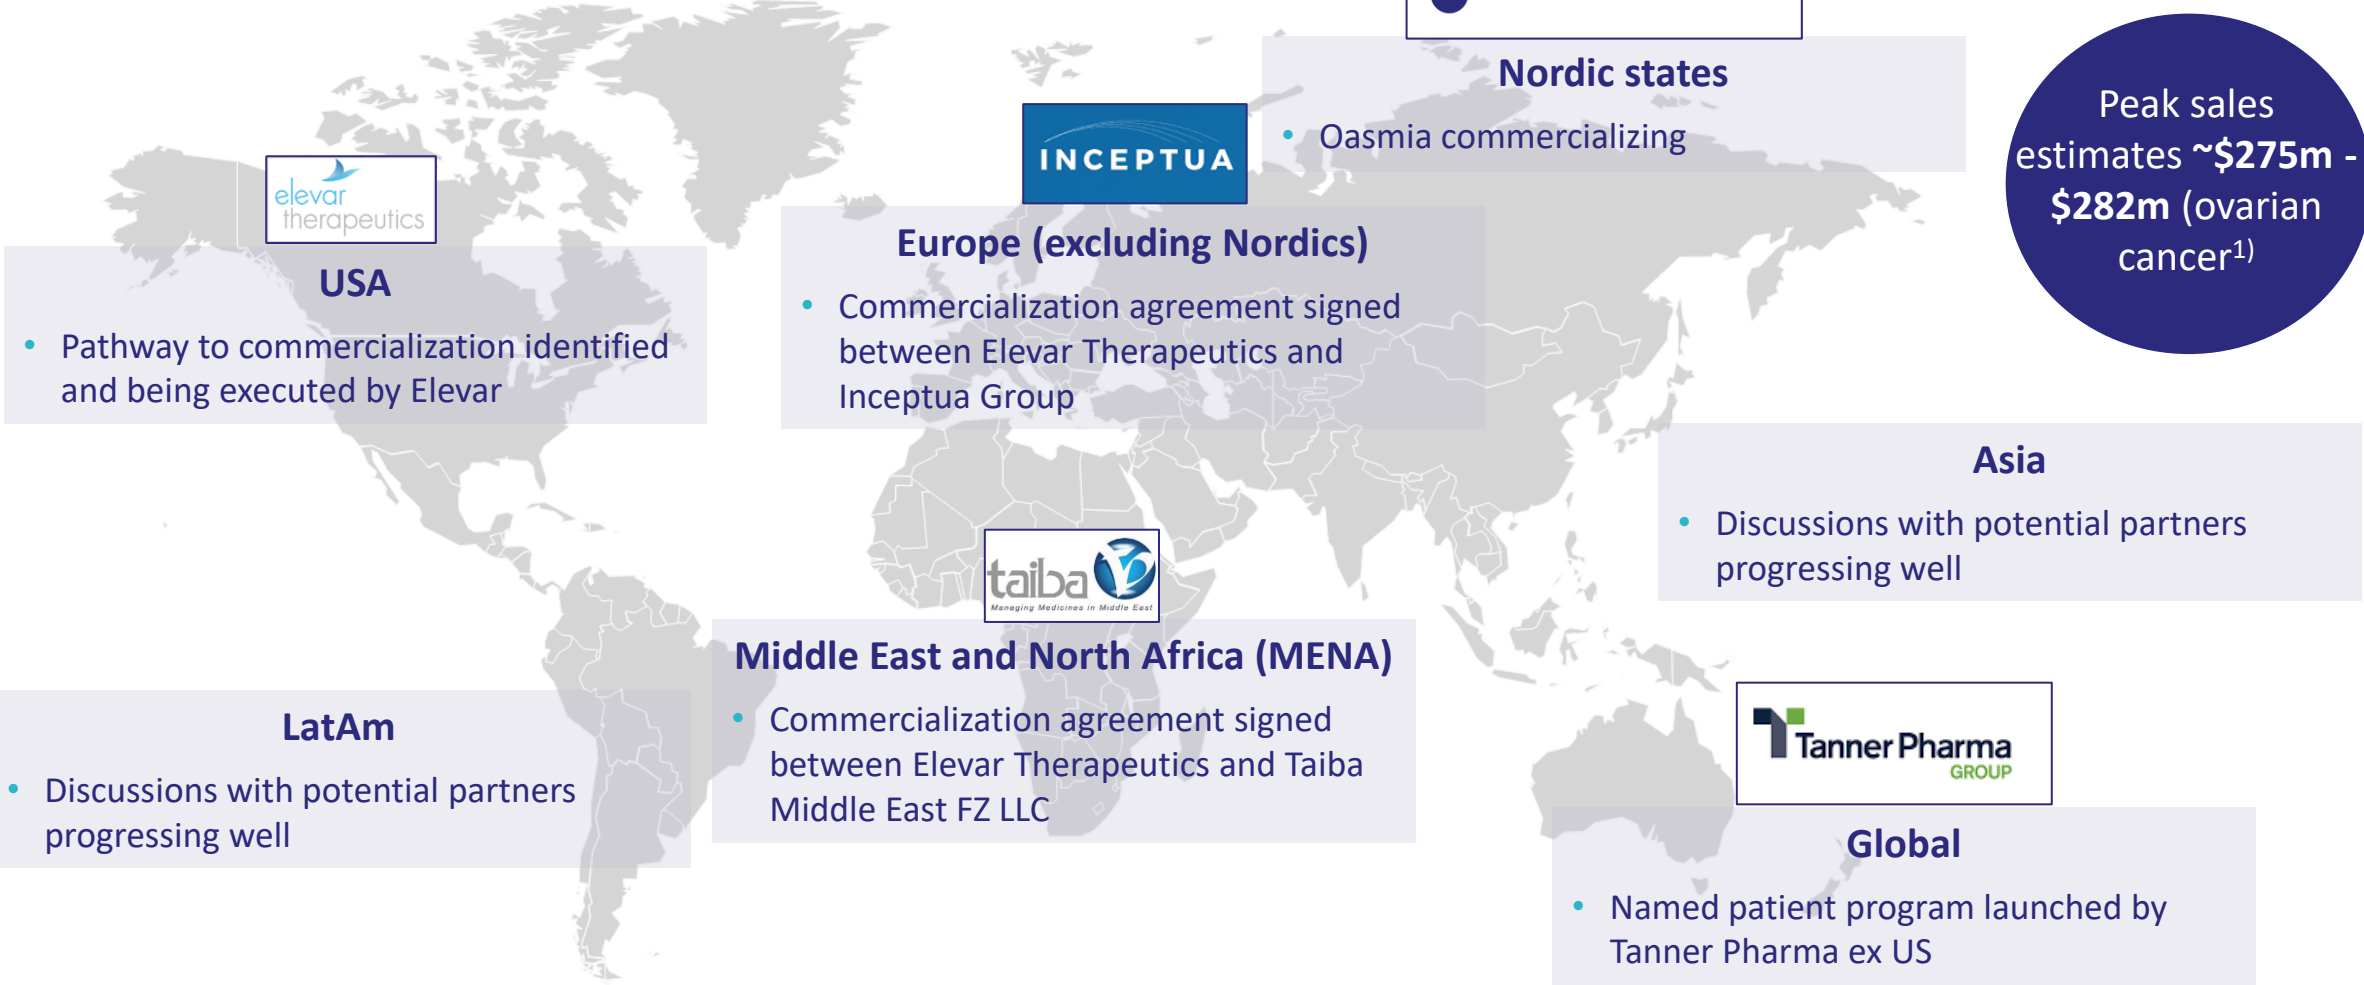 Nordic states
• Oasmia commercializing
Peak sales
estimates ~$275m -
$282m (ovarian
cancer1)
INCEPTUA
Europe (excluding Nordics)
• Commercialization agreement signed
between Elevar Therapeutics and
Inceptua Group
elevar
therapeutics
USA
• Pathway to commercialization identified
and being executed by Elevar
Asia
• Discussions with potential partners
progressing well
taiba
Managing Medicines in Middle East
Middle East and North Africa (MENA)
• Commercialization agreement signed
between Elevar Therapeutics and Taiba
Middle East FZ LLC
LatAm
• Discussions with potential partners
progressing well
Tanner Pharma
GROUP
Global
• Named patient program launched by
Tanner Pharma ex US